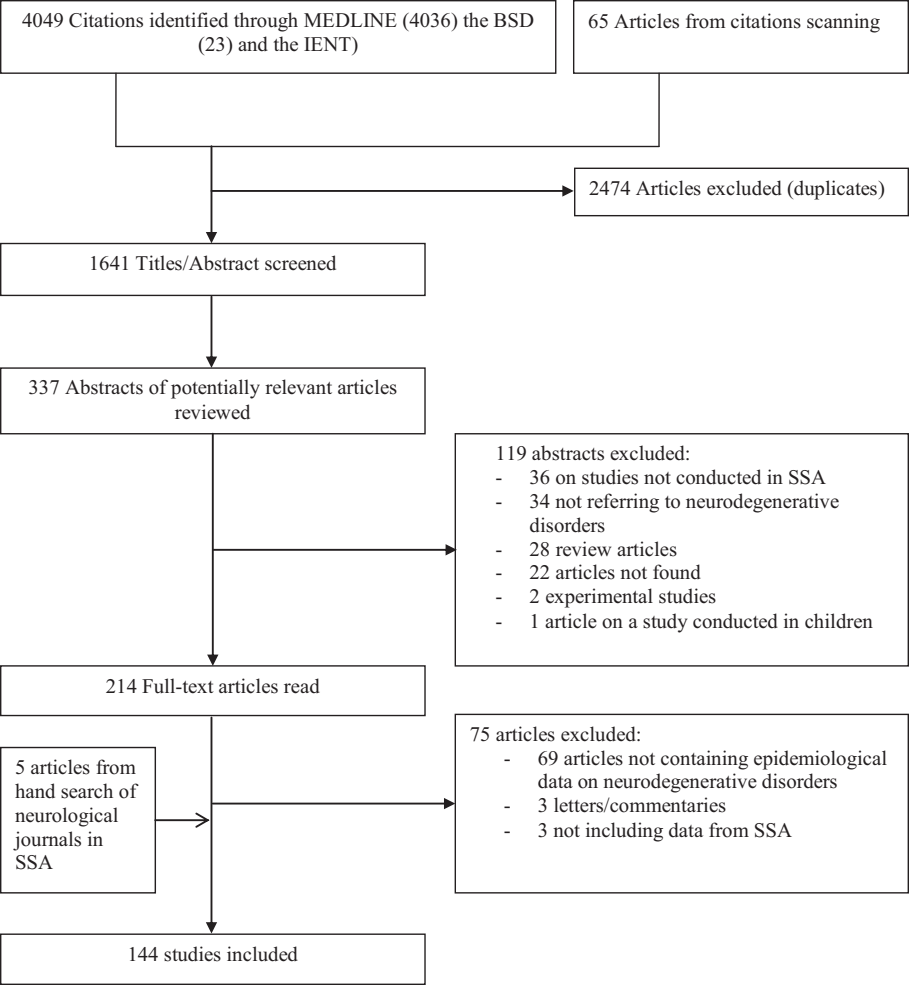 4049 Citations identified through MEDLINE (4036) the BSD
(23) and the IENT)
65 Articles from citations scanning
2474 Articles excluded (duplicates)
1641 Titles/Abstract screened
337 Abstracts of potentially relevant articles
reviewed
119 abstracts excluded:
- 36 on studies not conducted in SSA
- 34 not referring to neurodegenerative
disorders
- 28 review articles
- 22 articles not found
- 2 experimental studies
- 1 article on a study conducted in children
214 Full-text articles read
75 articles excluded:
- 69 articles not containing epidemiological
data on neurodegenerative disorders
- 3 letters/commentaries
- 3 not including data from SSA
5 articles from
hand search of
neurological
journals in
SSA
144 studies included